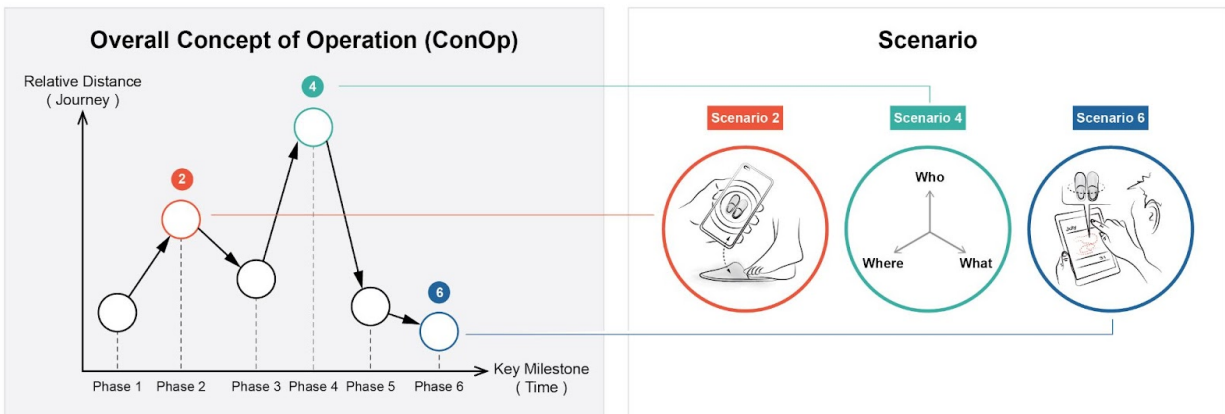 Overall Concept of Operation (ConOp)
Relative Distance
( Journey )
4
2
6
Phase 1
Phase 2
Phase 3
Phase 4
Phase 5
Phase 6
Key Milestone
( Time )
Scenario
Scenario 2
Scenario 4
Scenario 6
Who
Where
What
July